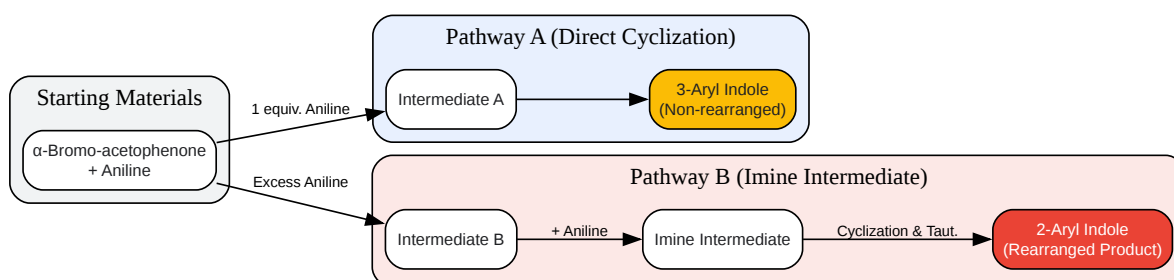 Pathway A (Direct Cyclization)
Starting Materials
Intermediate A
3-Aryl Indole
(Non-rearranged)
1 equiv. Aniline
α-Bromo-acetophenone
+ Aniline
Excess Aniline
Pathway B (Imine Intermediate)
Intermediate B
+ Aniline
Imine Intermediate
Cyclization & Taut.
2-Aryl Indole
(Rearranged Product)